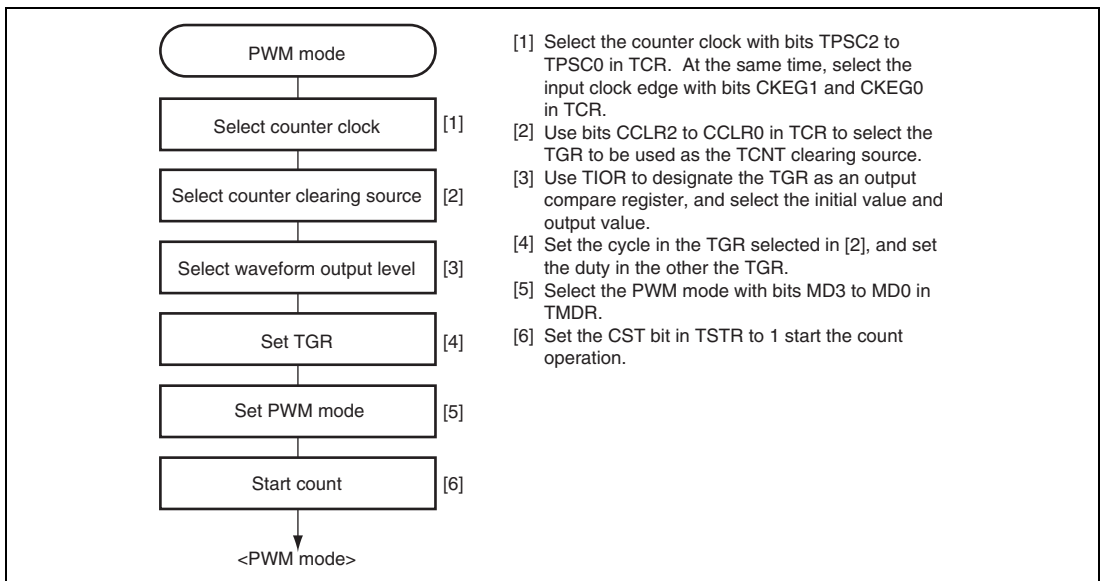 PWM mode
Select counter clock [1]
Select counter clearing source [2]
Select waveform output level [3]
Set TGR [4]
Set PWM mode [5]
Start count [6]
<PWM mode>
[1] Select the counter clock with bits TPSC2 to
TPSC0 in TCR.  At the same time, select the
input clock edge with bits CKEG1 and CKEG0
in TCR.
[2] Use bits CCLR2 to CCLR0 in TCR to select the
TGR to be used as the TCNT clearing source.
[3] Use TIOR to designate the TGR as an output
compare register, and select the initial value and
output value.
[4] Set the cycle in the TGR selected in [2], and set
the duty in the other the TGR.
[5] Select the PWM mode with bits MD3 to MD0 in
TMDR.
[6] Set the CST bit in TSTR to 1 start the count
operation.